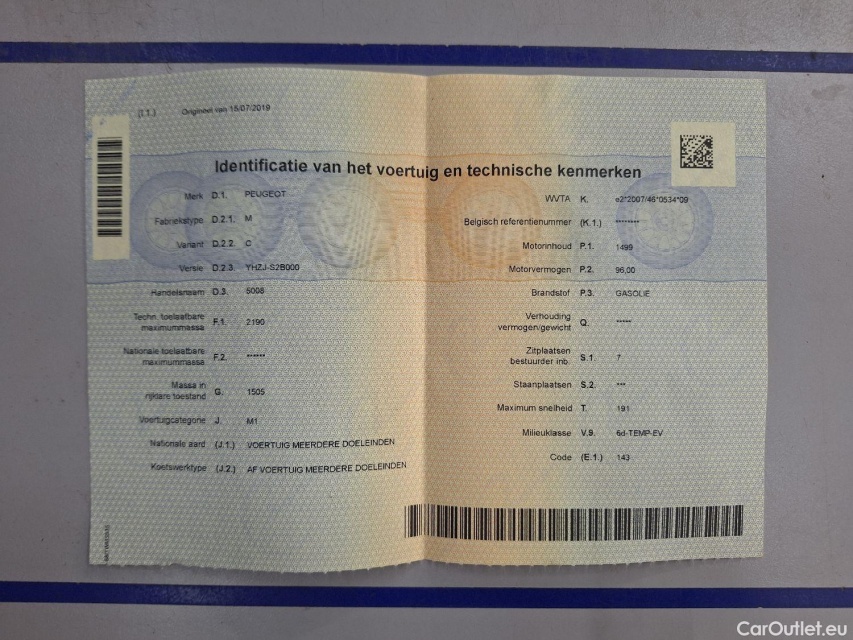 (I.1.) Origineel van 15/07/2019
Identificatie van het voertuig en technische kenmerken
Merk D.1. PEUGEOT
Fabriekstype D.2.1. M
Variant D.2.2. C
Versie D.2.3. YHZJ-S2B000
Handelsnaam D.3. 5008
Techn. toelaatbare
maximummassa F.1. 2190
Nationale toelaatbare
maximummassa F.2. ******
Massa in
rijklare toestand G. 1505
Voertuigcategorie J. M1
Nationale aard (J.1.) VOERTUIG MEERDERE DOELEINDEN
Koetswerktype (J.2.) AF VOERTUIG MEERDERE DOELEINDEN
WVTA K. e2*2007/46*0534*09
Belgisch referentienummer (K.1.) ********
Motorinhoud P.1. 1499
Motorvermogen P.2. 96,00
Brandstof P.3. GASOLIE
Verhouding
vermogen/gewicht Q. *****
Zitplaatsen
bestuurder inb. S.1. 7
Staanplaatsen S.2. ***
Maximum snelheid T. 191
Milieuklasse V.9. 6d-TEMP-EV
Code (E.1.) 143
CarOutlet.eu